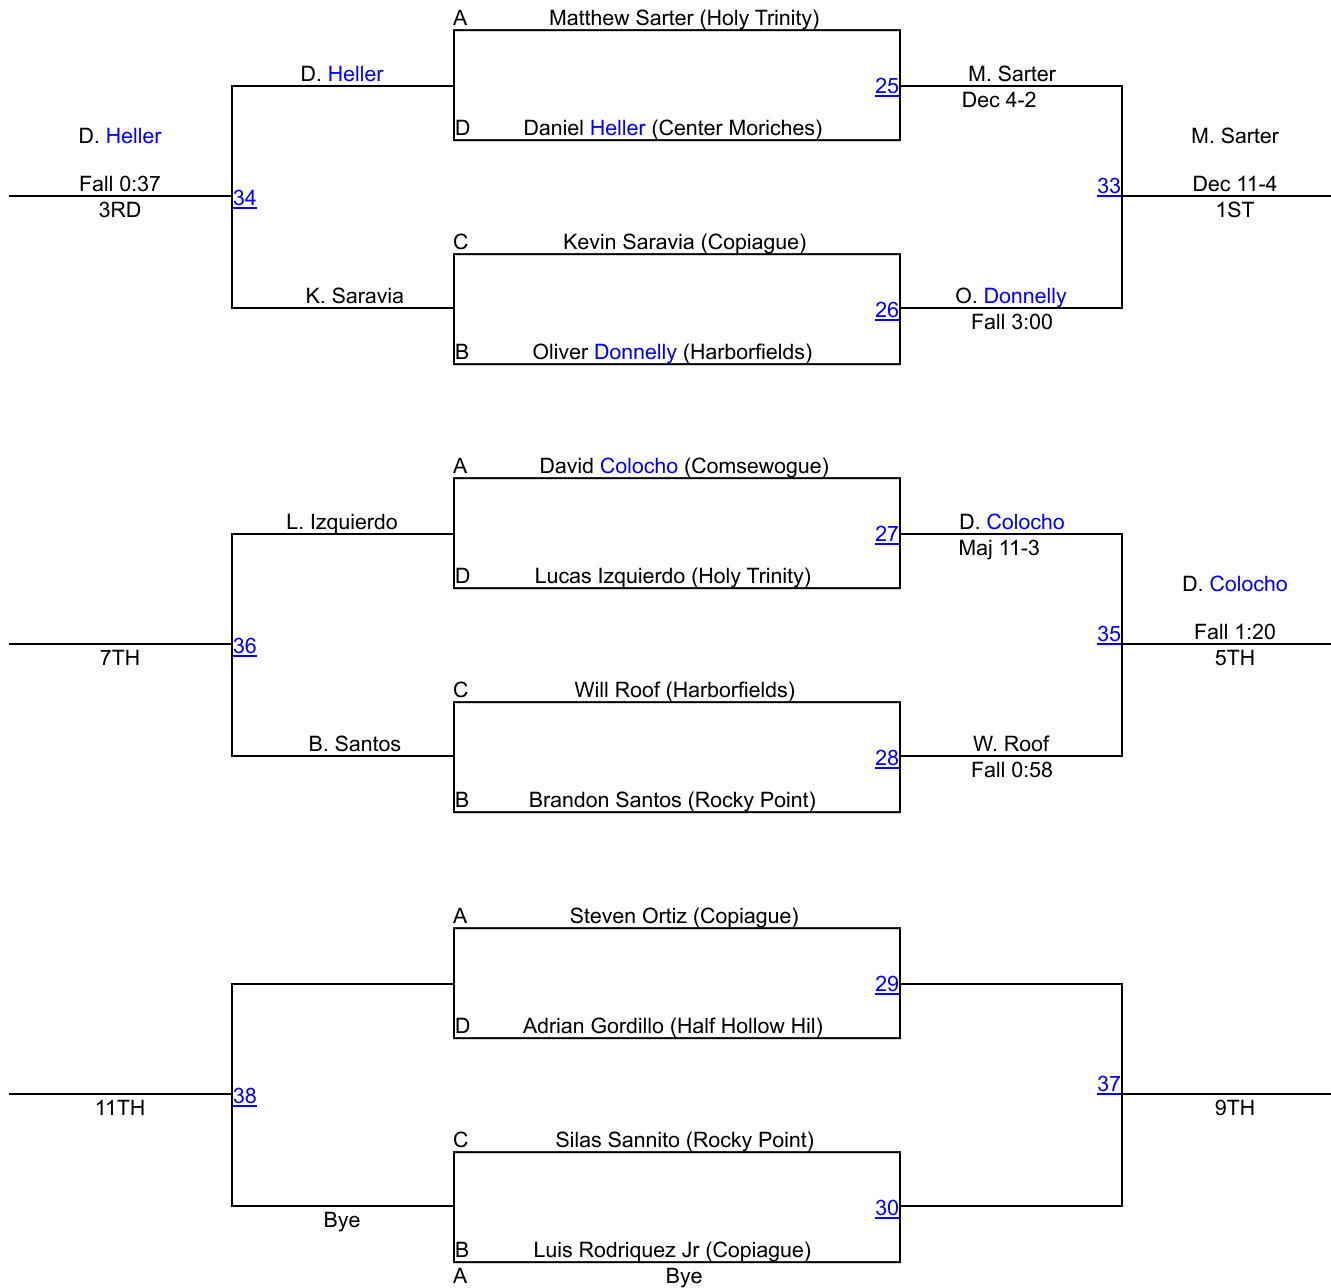 A Matthew Sarter (Holy Trinity)
D. Heller
25
M. Sarter
Dec 4-2
D Daniel Heller (Center Moriches)
D. Heller
M. Sarter
Fall 0:37
34
33
Dec 11-4
3RD
1ST
C Kevin Saravia (Copiague)
K. Saravia
26
O. Donnelly
Fall 3:00
B Oliver Donnelly (Harborfields)
A David Colocho (Comsewogue)
L. Izquierdo
27
D. Colocho
Maj 11-3
D Lucas Izquierdo (Holy Trinity)
D. Colocho
36
35
Fall 1:20
7TH
5TH
C Will Roof (Harborfields)
B. Santos
28
W. Roof
Fall 0:58
B Brandon Santos (Rocky Point)
A Steven Ortiz (Copiague)
29
D Adrian Gordillo (Half Hollow Hil)
38
37
11TH
9TH
C Silas Sannito (Rocky Point)
30
Bye
B Luis Rodriquez Jr (Copiague)
A Bye